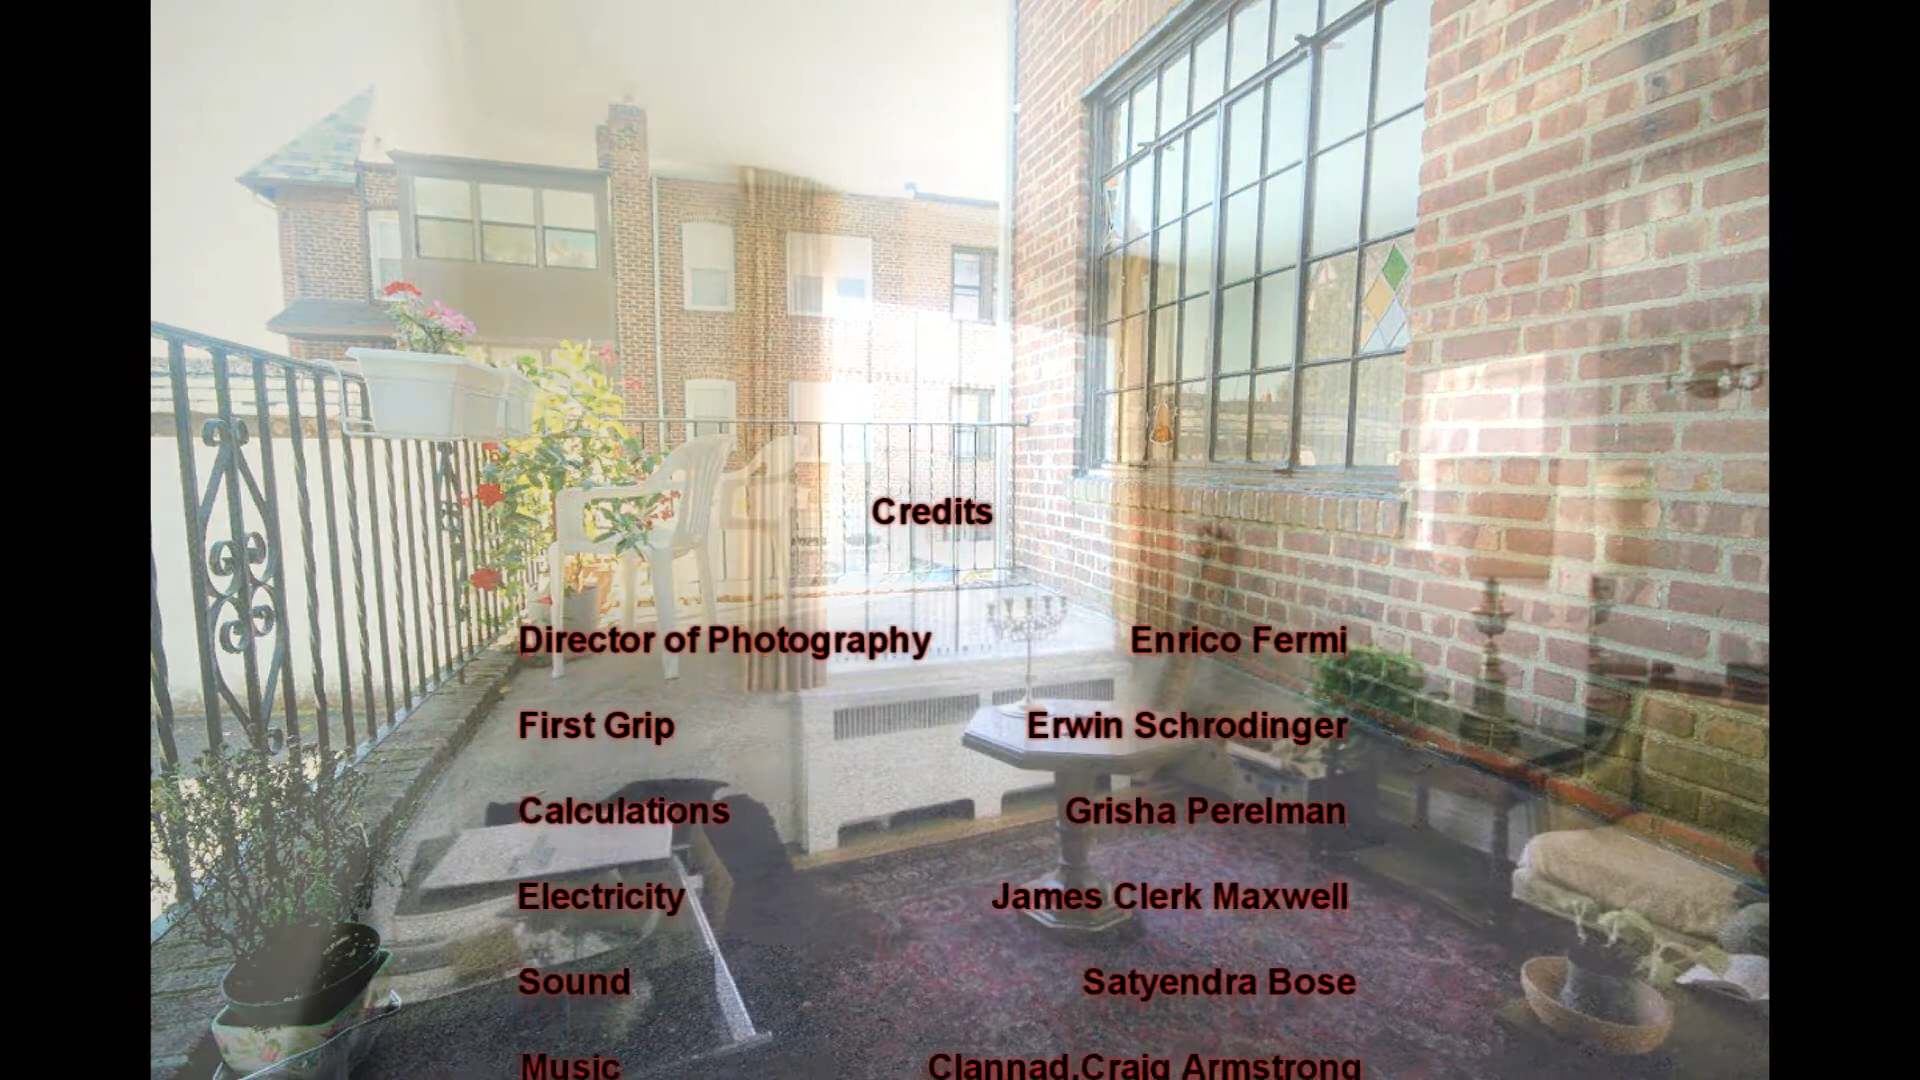 Credits
Director of Photography Enrico Fermi
First Grip Erwin Schrodinger
Calculations Grisha Perelman
Electricity James Clerk Maxwell
Sound Satyendra Bose
Music Clannad,Craig Armstrong